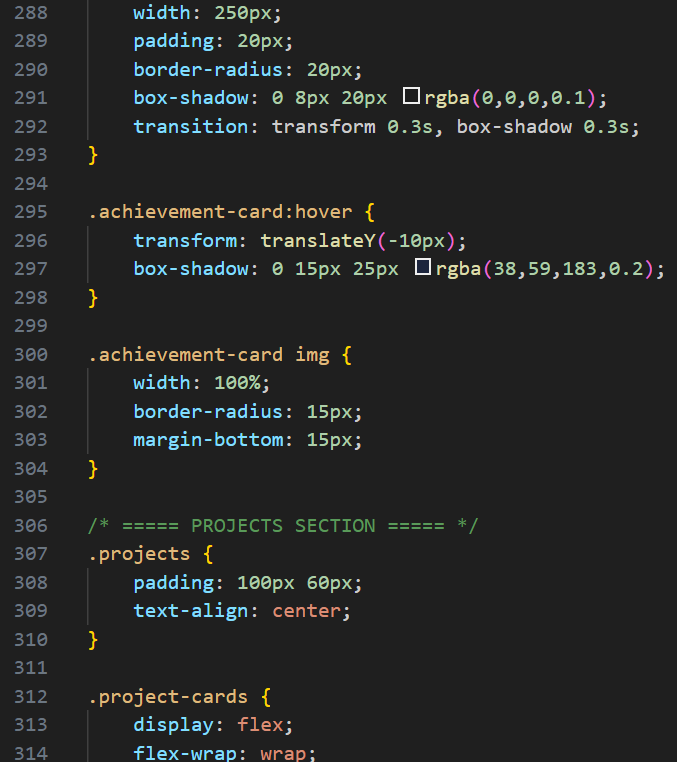 288 width: 250px;
289 padding: 20px;
290 border-radius: 20px;
291 box-shadow: 0 8px 20px rgba(0,0,0,0.1);
292 transition: transform 0.3s, box-shadow 0.3s;
293 }
294
295 .achievement-card:hover {
296 transform: translateY(-10px);
297 box-shadow: 0 15px 25px rgba(38,59,183,0.2);
298 }
299
300 .achievement-card img {
301 width: 100%;
302 border-radius: 15px;
303 margin-bottom: 15px;
304 }
305
306 /* ===== PROJECTS SECTION ===== */
307 .projects {
308 padding: 100px 60px;
309 text-align: center;
310 }
311
312 .project-cards {
313 display: flex;
314 flex-wrap: wrap;